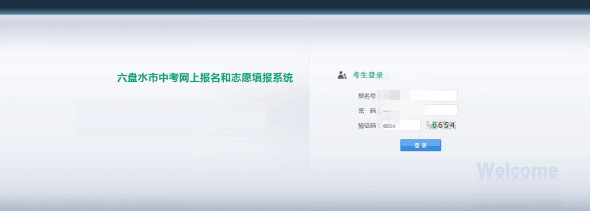 六盘水市中考网上报名和志愿填报系统
考生登录
报名号：
密 码：
验证码： 6654
6654
登 录
Welcome